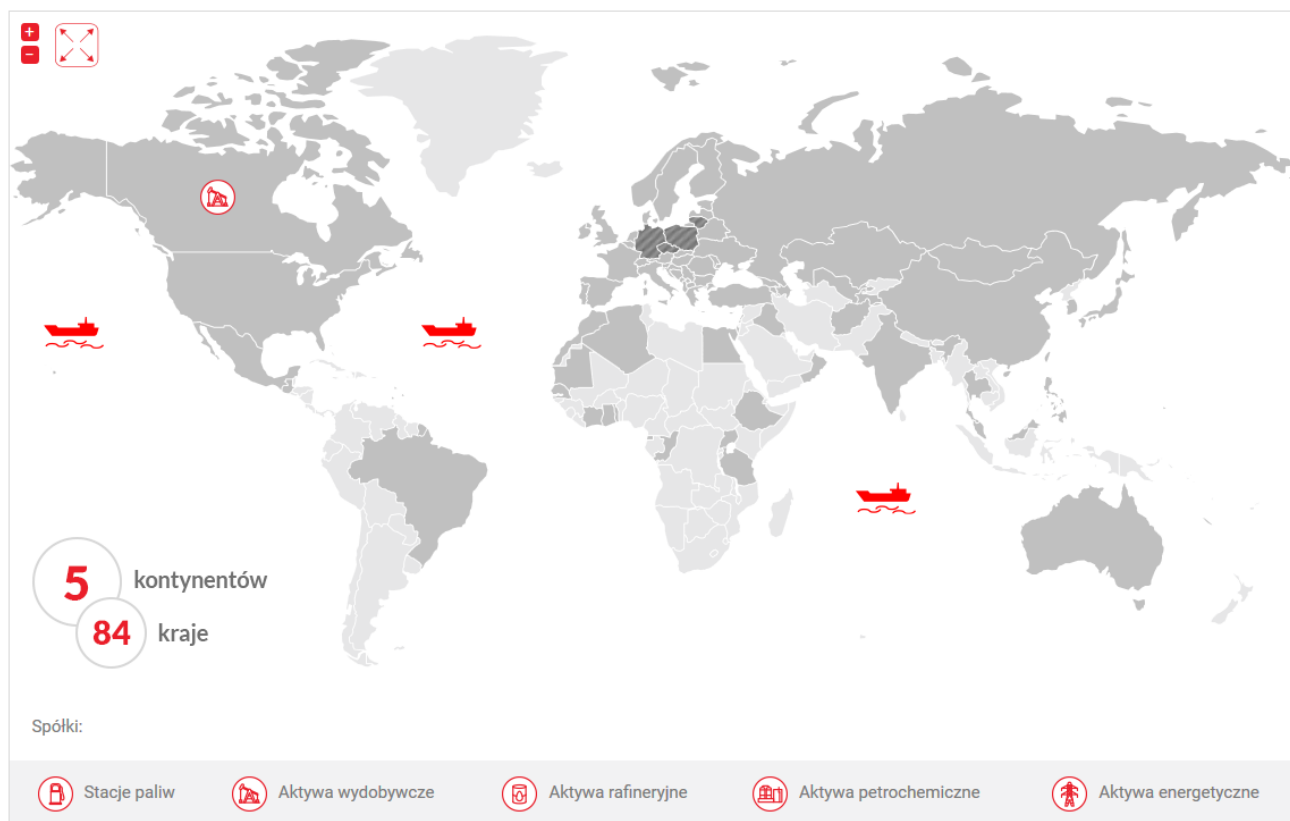 +
−
5 kontynentów
84 kraje
Spółki:
Stacje paliw
Aktywa wydobywcze
Aktywa rafineryjne
Aktywa petrochemiczne
Aktywa energetyczne